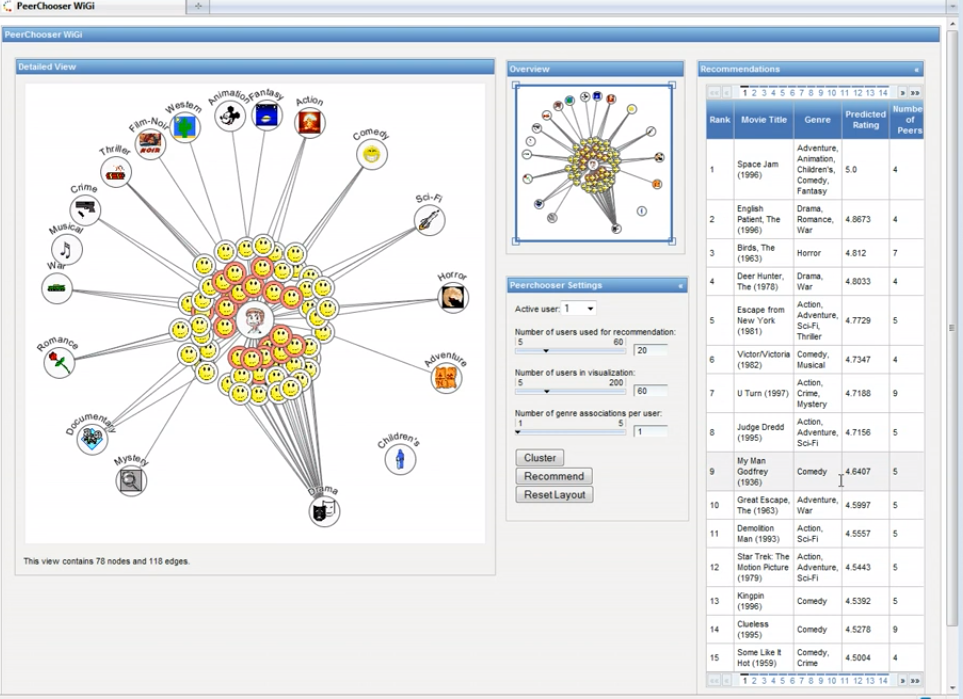 PeerChooser WiGi
PeerChooser WiGi
Detailed View
Animation
Fantasy
Action
Western
Comedy
Film-Noir
Thriller
Crime
Sci-Fi
Musical
War
Horror
Romance
Adventure
Documentary
Children's
Mystery
NOIR
This view contains 78 nodes and 118 edges.
Overview
Peerchooser Settings «
Active user: 1
Number of users used for recommendation:
5 60
20
Number of users in visualization:
5 200
60
Number of genre associations per user:
1 5
1
Cluster
Recommend
Reset Layout
Recommendations «
«« « 1 2 3 4 5 6 7 8 9 10 11 12 13 14 » »»
Rank Movie Title Genre Predicted Rating Numbe of Peers
1 Space Jam (1996) Adventure, Animation, Children's, Comedy, Fantasy 5.0 4
2 English Patient, The (1996) Drama, Romance, War 4.8673 4
3 Birds, The (1963) Horror 4.812 7
4 Deer Hunter, The (1978) Drama, War 4.8033 4
5 Escape from New York (1981) Action, Adventure, Sci-Fi, Thriller 4.7729 5
6 Victor/Victoria (1982) Comedy, Musical 4.7347 4
7 U Turn (1997) Action, Crime, Mystery 4.7188 9
8 Judge Dredd (1995) Action, Adventure, Sci-Fi 4.7156 5
9 My Man Godfrey (1936) Comedy 4.6407 5
10 Great Escape, The (1963) Adventure, War 4.5997 5
11 Demolition Man (1993) Action, Sci-Fi 4.5557 5
12 Star Trek: The Motion Picture (1979) Action, Adventure, Sci-Fi 4.5443 5
13 Kingpin (1996) Comedy 4.5392 5
14 Clueless (1995) Comedy 4.5278 9
15 Some Like It Hot (1959) Comedy, Crime 4.5004 4
«« « 1 2 3 4 5 6 7 8 9 10 11 12 13 14 » »»